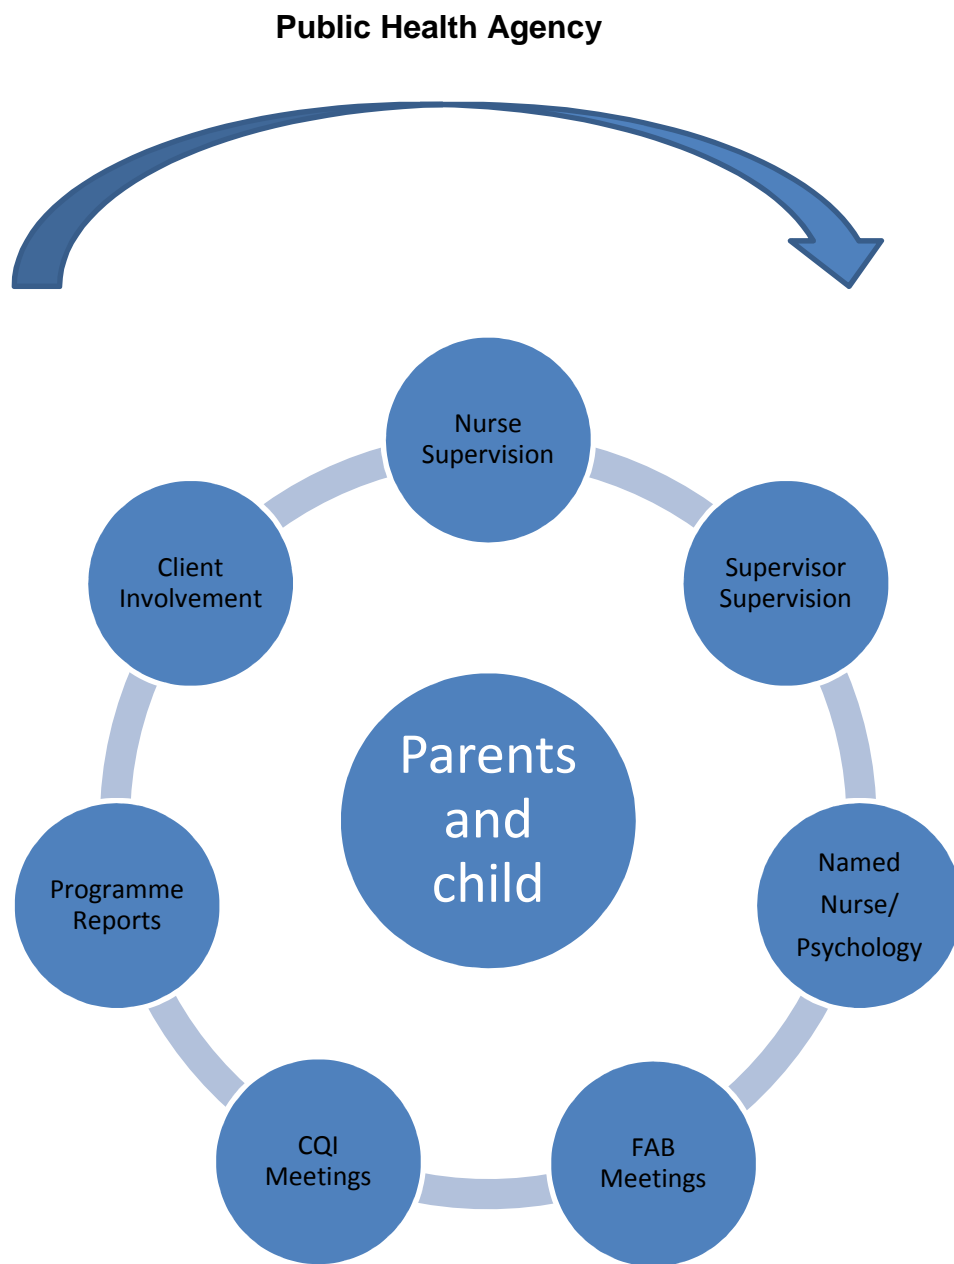 Public Health Agency
Nurse
Supervision
Client
Involvement
Supervisor
Supervision
Parents
and
child
Programme
Reports
Named
Nurse/
Psychology
CQI
Meetings
FAB
Meetings